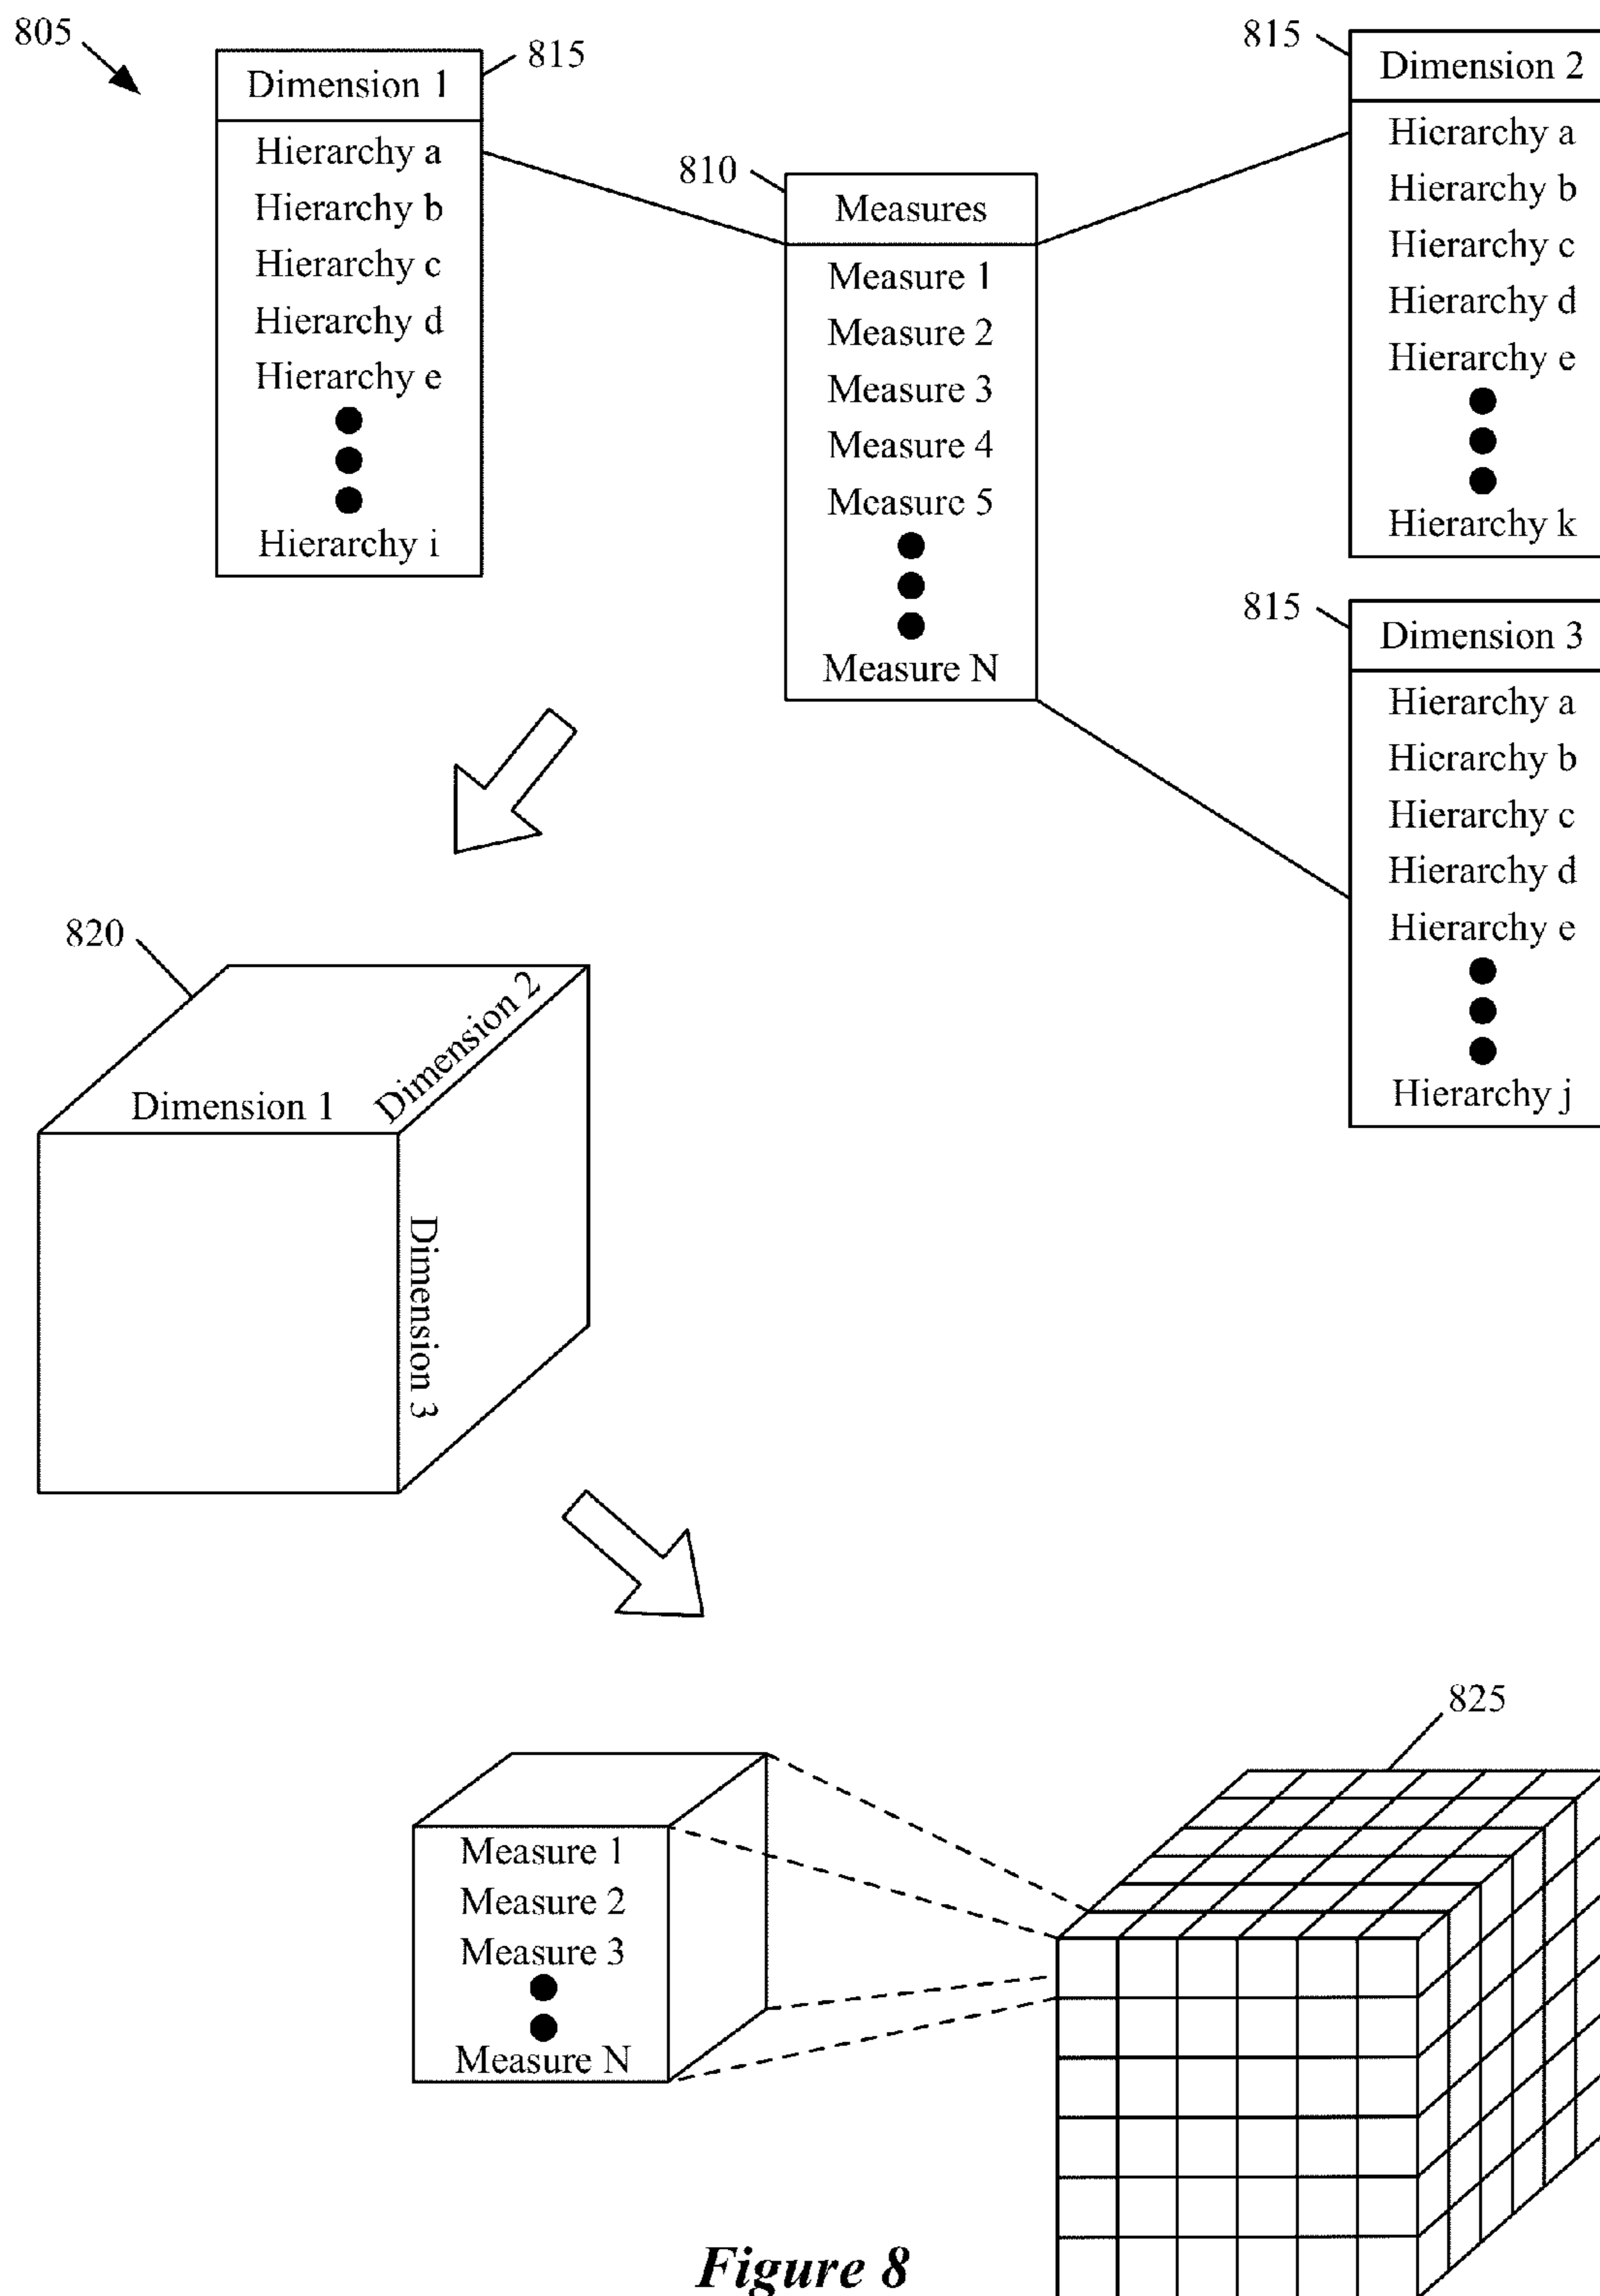 805
815
Dimension 1
Hierarchy a
Hierarchy b
Hierarchy c
Hierarchy d
Hierarchy e
Hierarchy i
810
Measures
Measure 1
Measure 2
Measure 3
Measure 4
Measure 5
Measure N
815
Dimension 2
Hierarchy a
Hierarchy b
Hierarchy c
Hierarchy d
Hierarchy e
Hierarchy k
815
Dimension 3
Hierarchy a
Hierarchy b
Hierarchy c
Hierarchy d
Hierarchy e
Hierarchy j
820
Dimension 1
Dimension 2
Dimension 3
Measure 1
Measure 2
Measure 3
Measure N
825
Figure 8